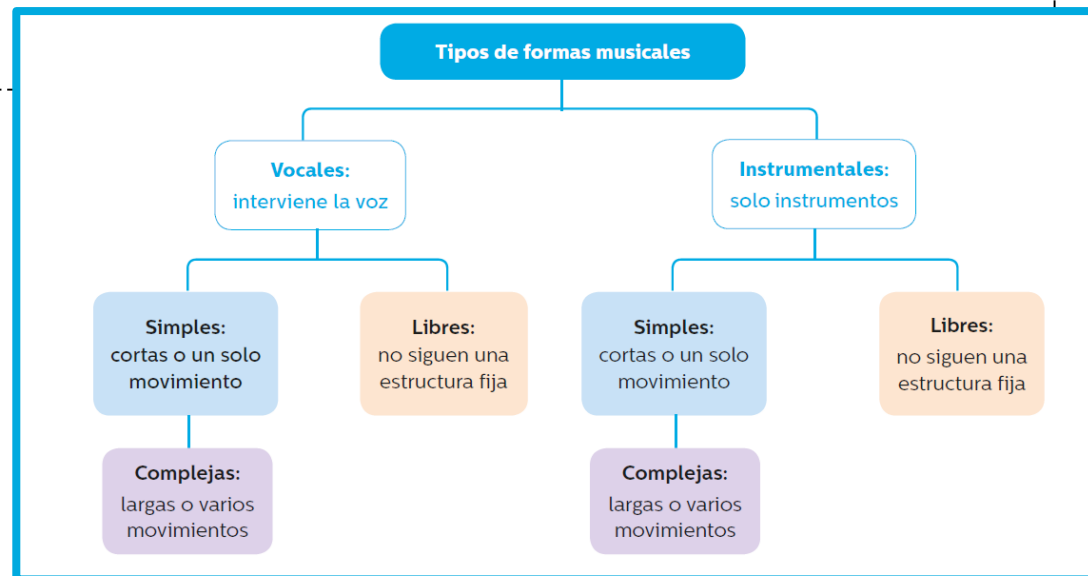 Tipos de formas musicales
Vocales:
interviene la voz
Instrumentales:
solo instrumentos
Simples:
cortas o un solo
movimiento
Libres:
no siguen una
estructura fija
Simples:
cortas o un solo
movimiento
Libres:
no siguen una
estructura fija
Complejas:
largas o varios
movimientos
Complejas:
largas o varios
movimientos